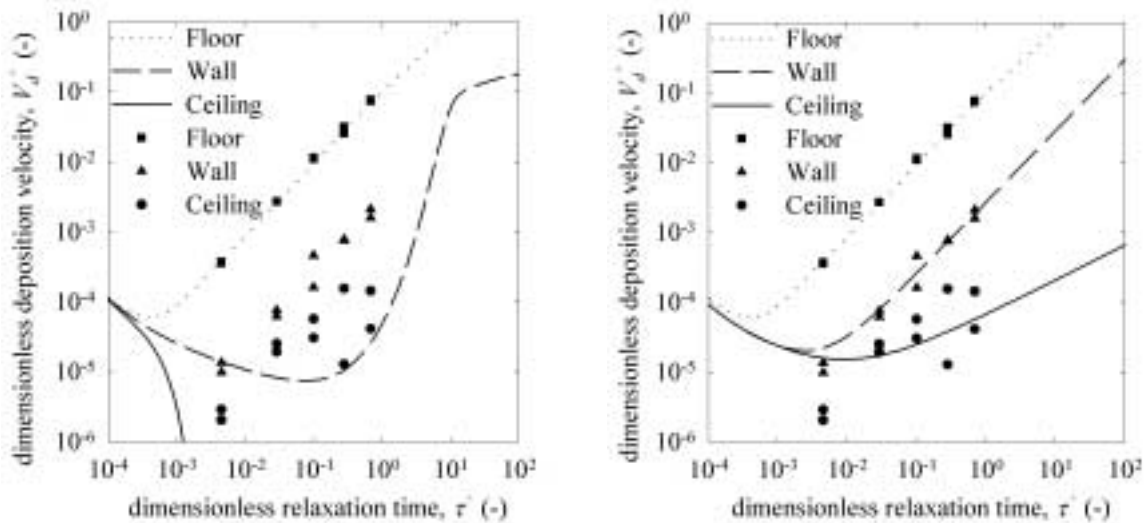 dimensionless deposition velocity, V_d^+ (-)
10^0
10^-1
10^-2
10^-3
10^-4
10^-5
10^-6
Floor
Wall
Ceiling
Floor
Wall
Ceiling
10^-4 10^-3 10^-2 10^-1 10^0 10^1 10^2
dimensionless relaxation time, τ^+ (-)
dimensionless deposition velocity, V_d^+ (-)
10^0
10^-1
10^-2
10^-3
10^-4
10^-5
10^-6
Floor
Wall
Ceiling
Floor
Wall
Ceiling
10^-4 10^-3 10^-2 10^-1 10^0 10^1 10^2
dimensionless relaxation time, τ^+ (-)